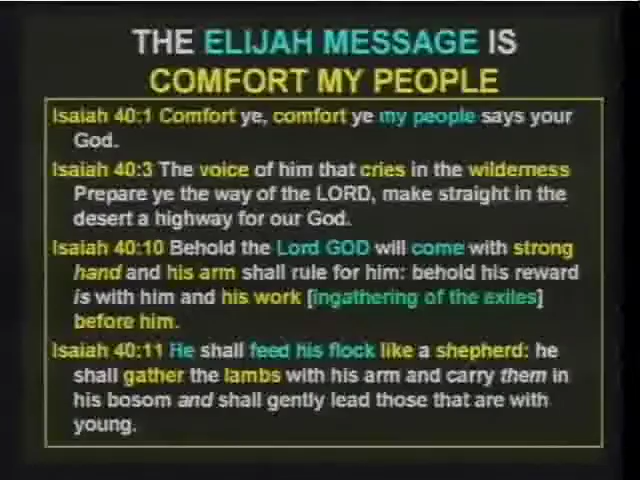 THE ELIJAH MESSAGE IS
COMFORT MY PEOPLE
Isaiah 40:1 Comfort ye, comfort ye my people says your
God.
Isaiah 40:3 The voice of him that cries in the wilderness
Prepare ye the way of the LORD, make straight in the
desert a highway for our God.
Isaiah 40:10 Behold the Lord GOD will come with strong
hand and his arm shall rule for him: behold his reward
is with him and his work [ingathering of the exiles]
before him.
Isaiah 40:11 He shall feed his flock like a shepherd: he
shall gather the lambs with his arm and carry them in
his bosom and shall gently lead those that are with
young.